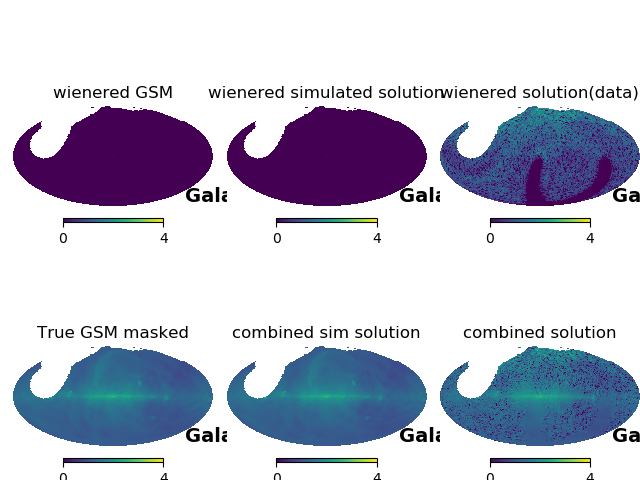 wienered GSM
wienered simulated solution
wienered solution(data)
Gala
Gala
Ga
0 4
0 4
0 4
True GSM masked
combined sim solution
combined solution
Gala
Gala
Ga
0 4
0 4
0 4